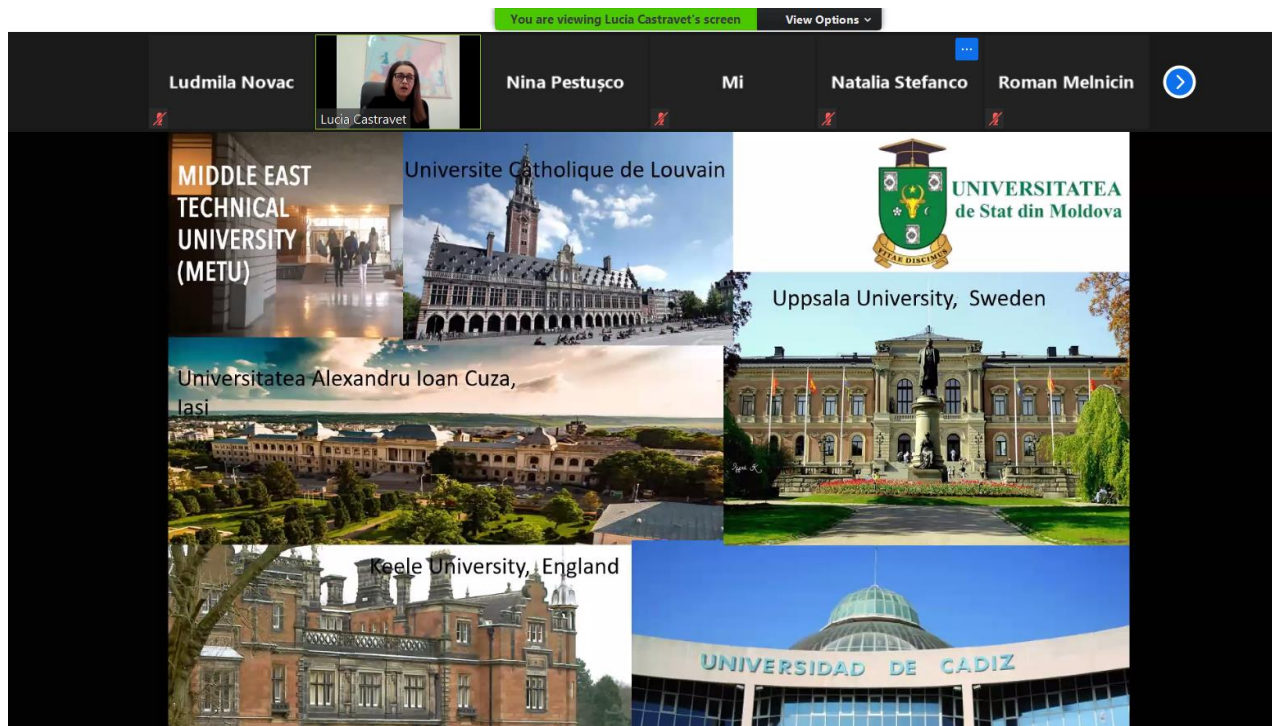 You are viewing Lucia Castravet's screen
View Options
Ludmila Novac
Lucia Castravet
Nina Pestușco
Mi
Natalia Stefanco
Roman Melnicin
MIDDLE EAST
TECHNICAL
UNIVERSITY
(METU)
Universite Catholique de Louvain
UNIVERSITATEA
de Stat din Moldova
VITAE DISCIMUS
Uppsala University, Sweden
Universitatea Alexandru Ioan Cuza,
Iasi
Keele University, England
UNIVERSIDAD DE CADIZ